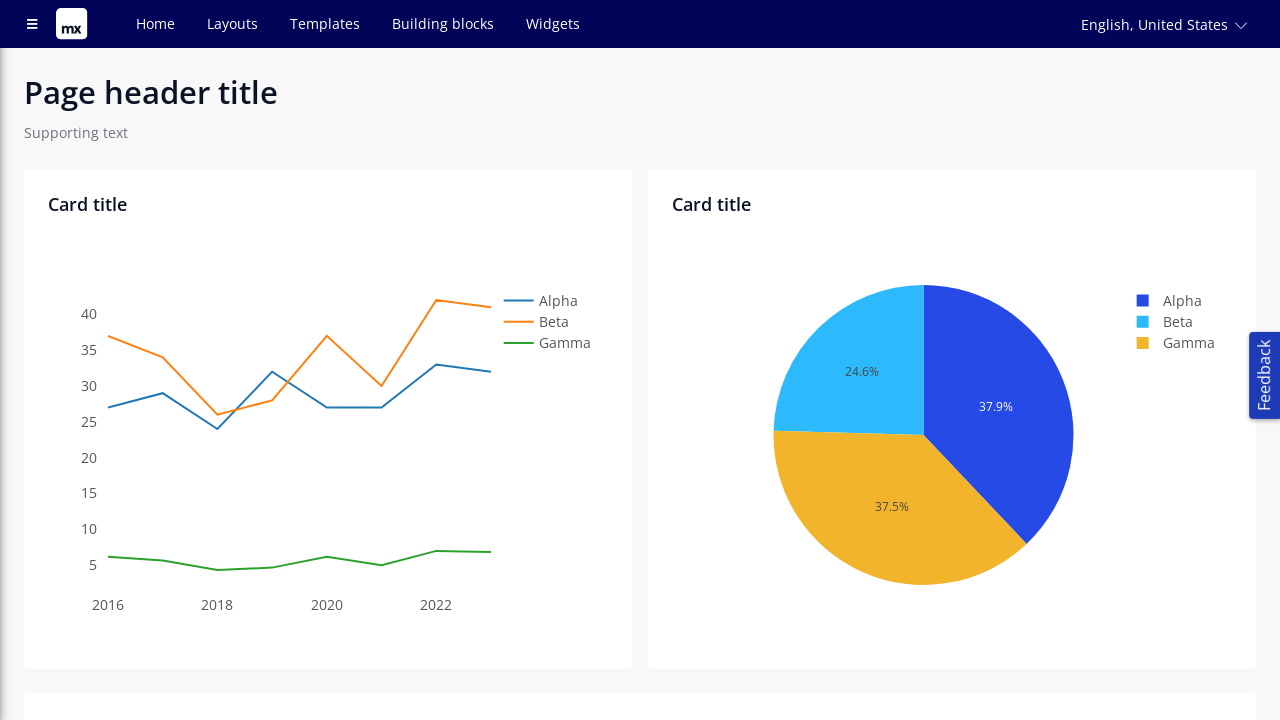 mx
Home Layouts Templates Building blocks Widgets
English, United States
Page header title
Supporting text
Card title
40
35
30
25
20
15
10
5
2016 2018 2020 2022
Alpha
Beta
Gamma
Card title
24.6%
37.9%
37.5%
Alpha
Beta
Gamma
Feedback